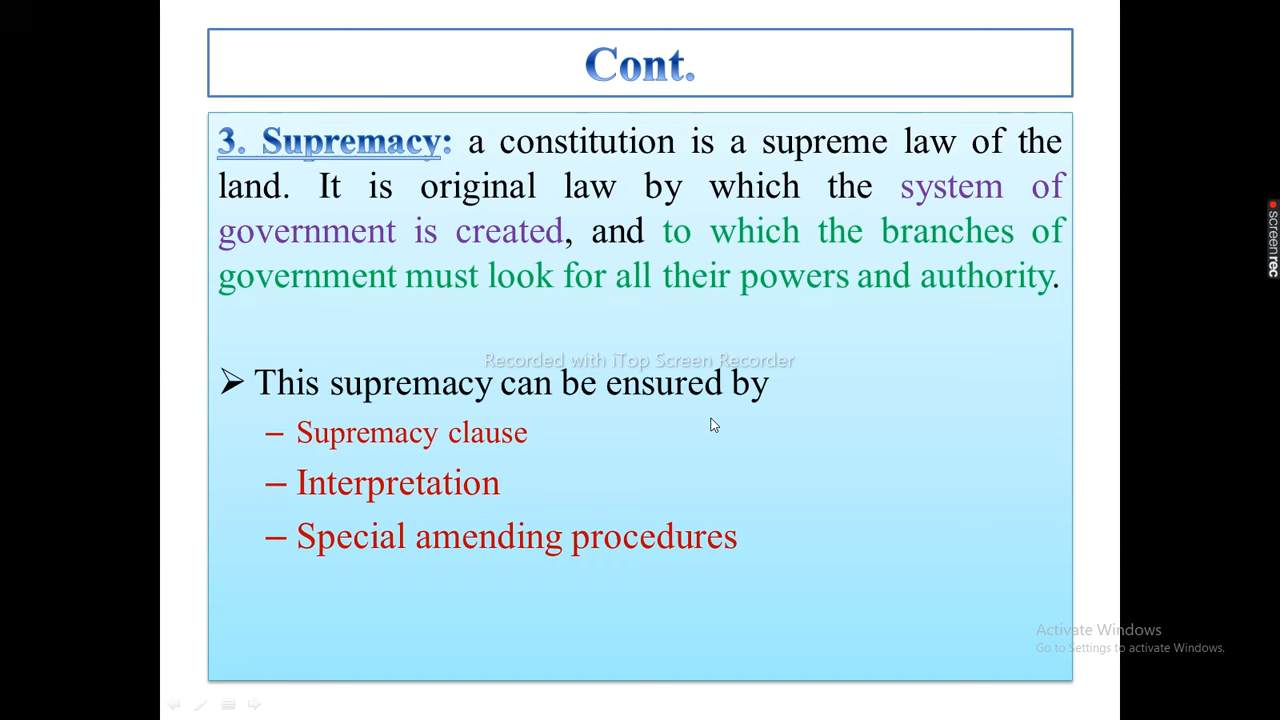 Cont.
3. Supremacy: a constitution is a supreme law of the
land. It is original law by which the system of
government is created, and to which the branches of
government must look for all their powers and authority.
Recorded with iTop Screen Recorder
➢ This supremacy can be ensured by
– Supremacy clause
– Interpretation
– Special amending procedures
Activate Windows
Go to Settings to activate Windows.
screenrec